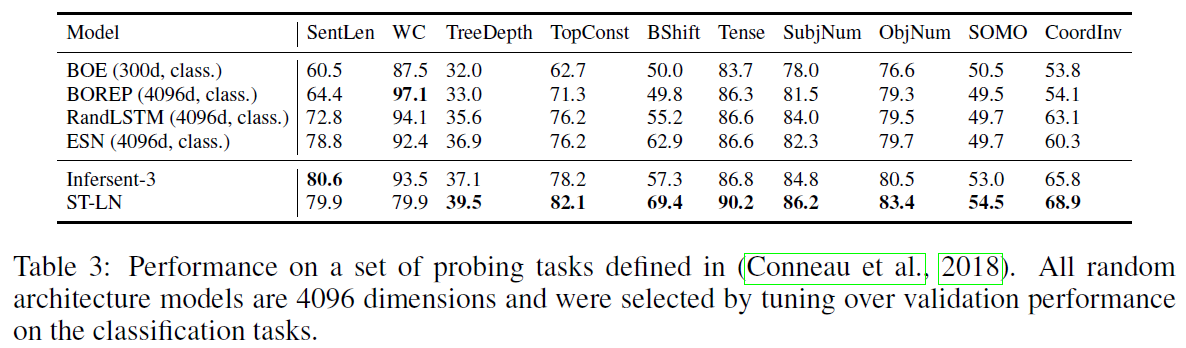 Model SentLen WC TreeDepth TopConst BShift Tense SubjNum ObjNum SOMO CoordInv
BOE (300d, class.) 60.5 87.5 32.0 62.7 50.0 83.7 78.0 76.6 50.5 53.8
BOREP (4096d, class.) 64.4 97.1 33.0 71.3 49.8 86.3 81.5 79.3 49.5 54.1
RandLSTM (4096d, class.) 72.8 94.1 35.6 76.2 55.2 86.6 84.0 79.5 49.7 63.1
ESN (4096d, class.) 78.8 92.4 36.9 76.2 62.9 86.6 82.3 79.7 49.7 60.3
Infersent-3 80.6 93.5 37.1 78.2 57.3 86.8 84.8 80.5 53.0 65.8
ST-LN 79.9 79.9 39.5 82.1 69.4 90.2 86.2 83.4 54.5 68.9
Table 3: Performance on a set of probing tasks defined in (Conneau et al., 2018). All random
architecture models are 4096 dimensions and were selected by tuning over validation performance
on the classification tasks.